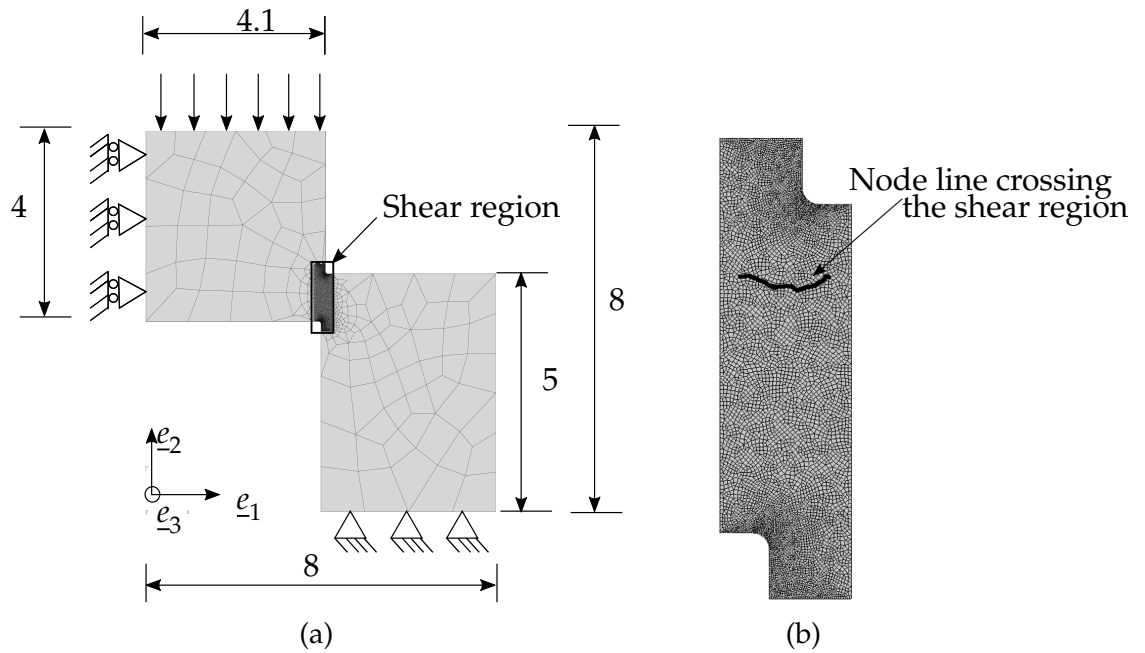 4.1
4
Shear region
8
5
e2
e1
e3
8
(a)
Node line crossing
the shear region
(b)